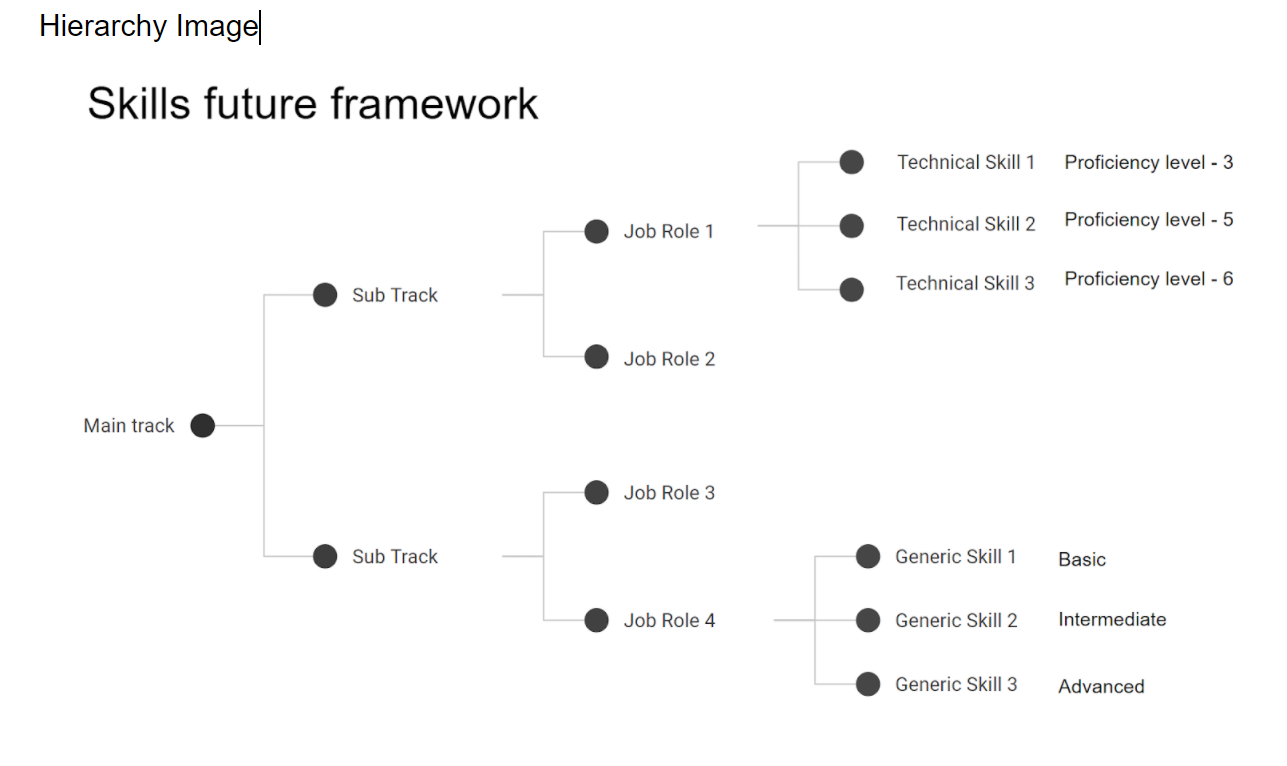 Hierarchy Image
Skills future framework
Technical Skill 1 Proficiency level - 3
Technical Skill 2 Proficiency level - 5
Job Role 1
Technical Skill 3 Proficiency level - 6
Sub Track
Job Role 2
Main track
Job Role 3
Sub Track
Generic Skill 1 Basic
Job Role 4
Generic Skill 2 Intermediate
Generic Skill 3 Advanced